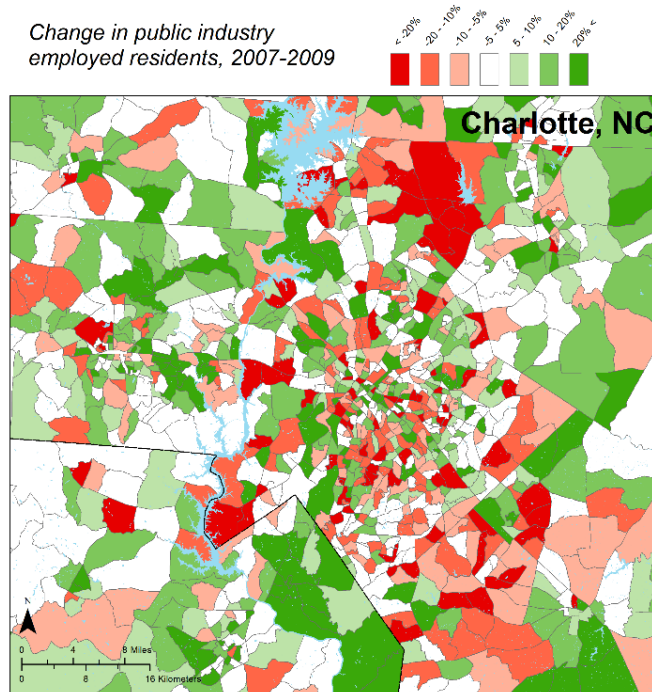 Change in public industry
employed residents, 2007-2009
< -20%
-20 - -10%
-10 - -5%
-5 - 5%
5 - 10%
10 - 20%
20% <
Charlotte, NC
N
0 4 8 Miles
0 8 16 Kilometers